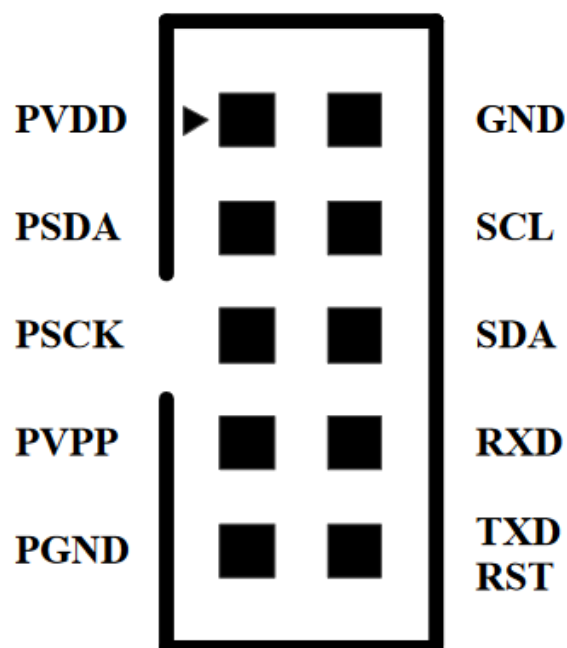 PVDD
GND
PSDA
SCL
PSCK
SDA
PVPP
RXD
PGND
TXD
RST